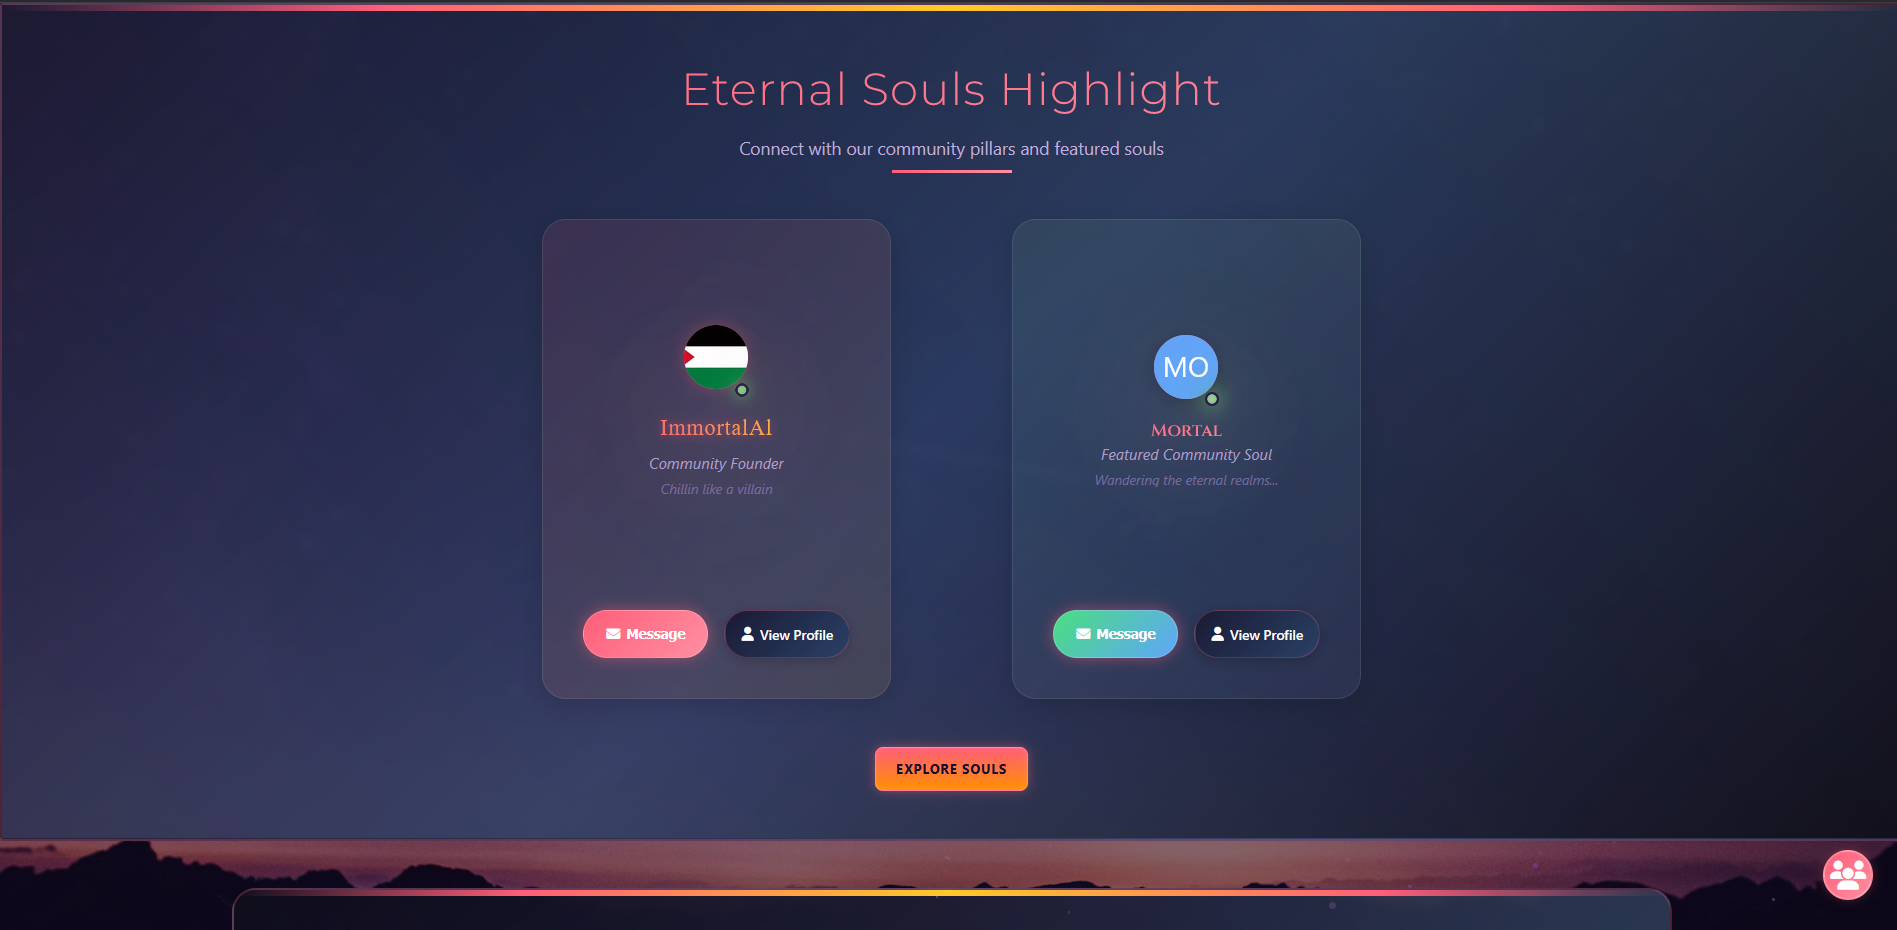 Eternal Souls Highlight
Connect with our community pillars and featured souls
MO
ImmortalAl
Community Founder
Chillin like a villain
Mortal
Featured Community Soul
Wandering the eternal realms...
Message
View Profile
Message
View Profile
EXPLORE SOULS